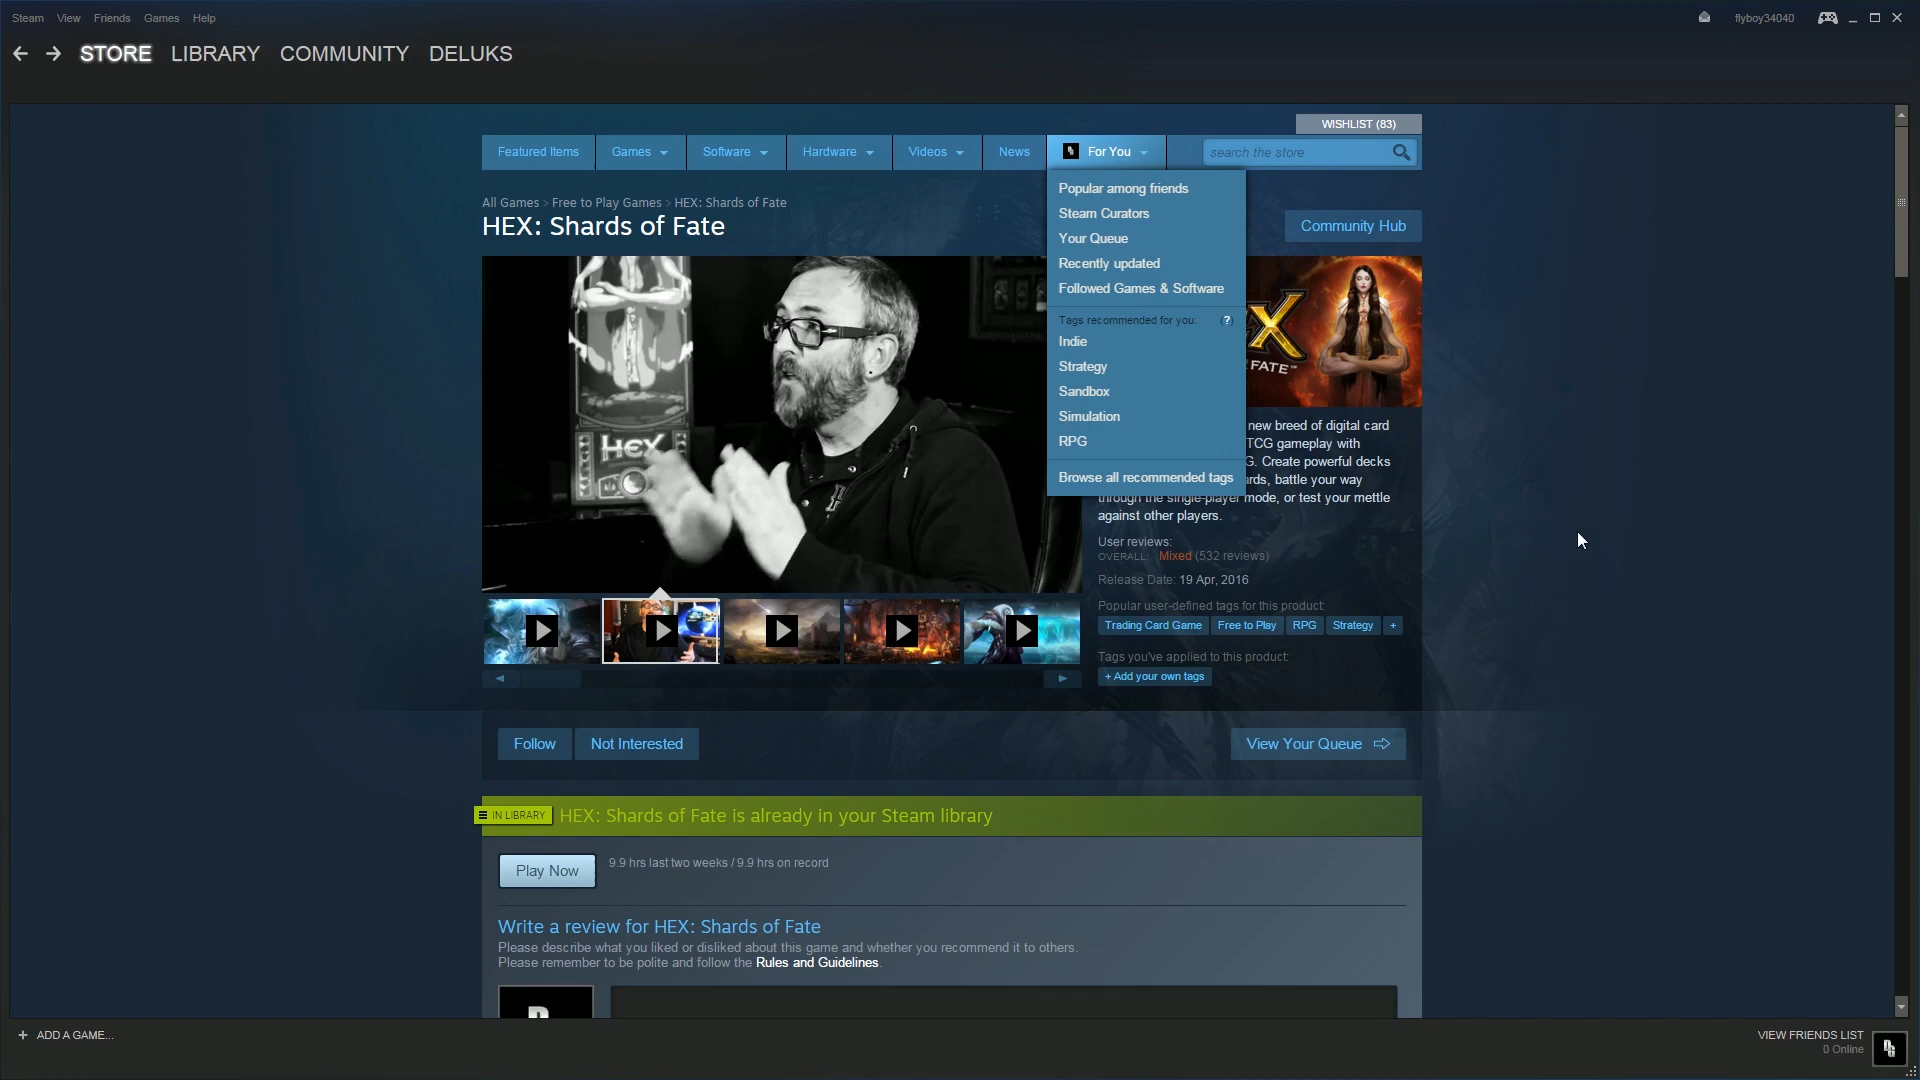 Steam View Friends Games Help
flyboy34040
STORE LIBRARY COMMUNITY DELUKS
WISHLIST (83)
Featured Items Games Software Hardware Videos News For You
search the store
Popular among friends
Steam Curators
Your Queue
Recently updated
Followed Games & Software
Tags recommended for you: (?)
Indie
Strategy
Sandbox
Simulation
RPG
Browse all recommended tags
All Games > Free to Play Games > HEX: Shards of Fate
HEX: Shards of Fate
Community Hub
HEX
X
FATE™
new breed of digital card
TCG gameplay with
G. Create powerful decks
rds, battle your way
through the single-player mode, or test your mettle
against other players.
User reviews:
OVERALL: Mixed (532 reviews)
Release Date: 19 Apr, 2016
Popular user-defined tags for this product:
Trading Card Game Free to Play RPG Strategy +
Tags you've applied to this product:
+ Add your own tags
Follow Not Interested View Your Queue
IN LIBRARY HEX: Shards of Fate is already in your Steam library
Play Now 9.9 hrs last two weeks / 9.9 hrs on record
Write a review for HEX: Shards of Fate
Please describe what you liked or disliked about this game and whether you recommend it to others.
Please remember to be polite and follow the Rules and Guidelines.
+ ADD A GAME...
VIEW FRIENDS LIST
0 Online